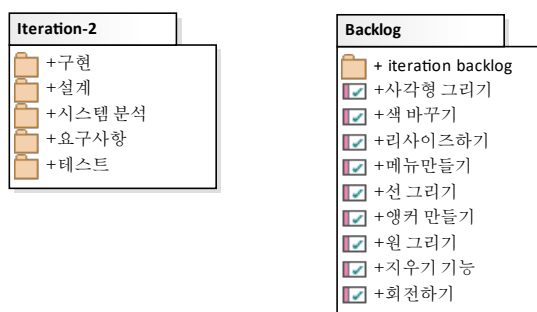 Iteration-2
+구현
+설계
+시스템 분석
+요구사항
+테스트
Backlog
+ iteration backlog
+사각형 그리기
+색 바꾸기
+리사이즈하기
+메뉴만들기
+선 그리기
+앵커 만들기
+원 그리기
+지우기 기능
+회전하기